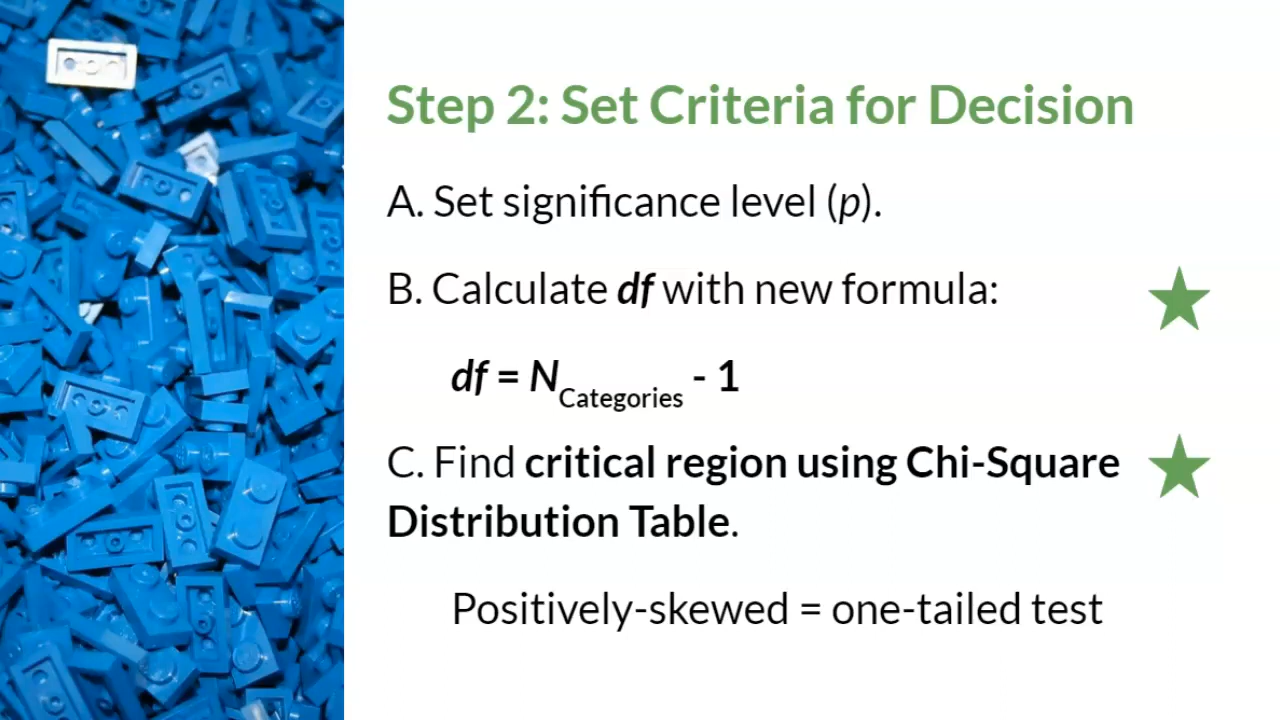 Step 2: Set Criteria for Decision
A. Set significance level (p).
B. Calculate df with new formula:
df = NCategories - 1
C. Find critical region using Chi-Square
Distribution Table.
Positively-skewed = one-tailed test